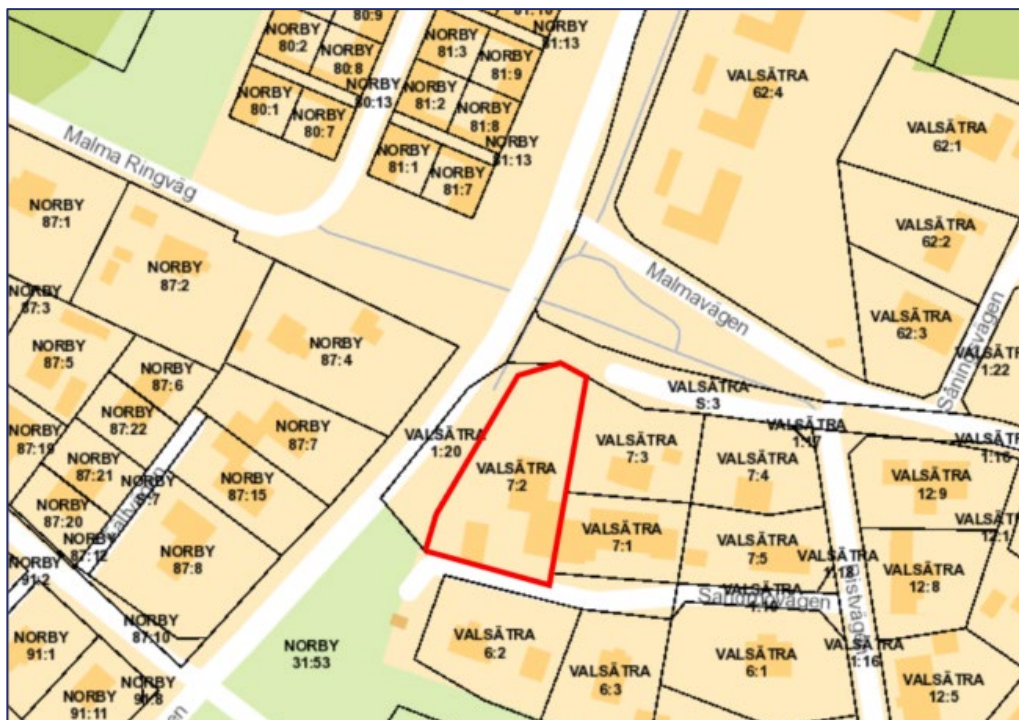 80:9
NORBY
80:2
NORBY
80:8
NORBY
80:1
NORBY
80:7
NORBY
80:13
NORBY
81:3
NORBY
81:13
NORBY
81:9
NORBY
81:2
NORBY
81:8
NORBY
81:13
NORBY
81:1
NORBY
81:7
VALSÄTRA
62:4
VALSÄTRA
62:1
VALSÄTRA
62:2
VALSÄTRA
62:3
VALSÄTRA
1:22
Såningsvägen
Malma Ringväg
Malmavägen
NORBY
87:1
NORBY
87:2
NORBY
87:3
NORBY
87:4
NORBY
87:5
NORBY
87:6
NORBY
87:22
NORBY
87:7
NORBY
87:19
NORBY
87:21
NORBY
87:15
NORBY
87:20
NORBY
87:12
NORBY
87:8
NORBY
91:2
NORBY
87:10
NORBY
91:1
NORBY
91:8
NORBY
91:11
NORBY
31:53
VALSÄTRA
1:20
VALSÄTRA
7:2
VALSÄTRA
S:3
VALSÄTRA
7:3
VALSÄTRA
7:4
VALSÄTRA
1:17
VALSÄTRA
1:16
VALSÄTRA
12:9
VALSÄTRA
12:1
VALSÄTRA
7:1
VALSÄTRA
7:5
VALSÄTRA
1:18
VALSÄTRA
12:8
VALSÄTRA
VALSÄTRA
6:2
VALSÄTRA
6:3
VALSÄTRA
6:1
VALSÄTRA
1:16
VALSÄTRA
12:5